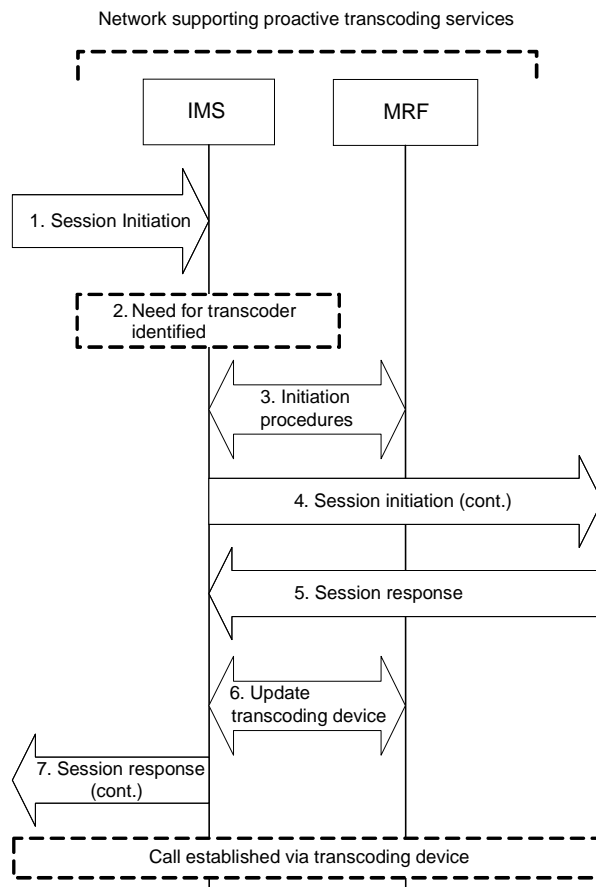 Network supporting proactive transcoding services
IMS
MRF
1. Session Initiation
2. Need for transcoder
identified
3. Initiation
procedures
4. Session initiation (cont.)
5. Session response
6. Update
transcoding device
7. Session response
(cont.)
Call established via transcoding device